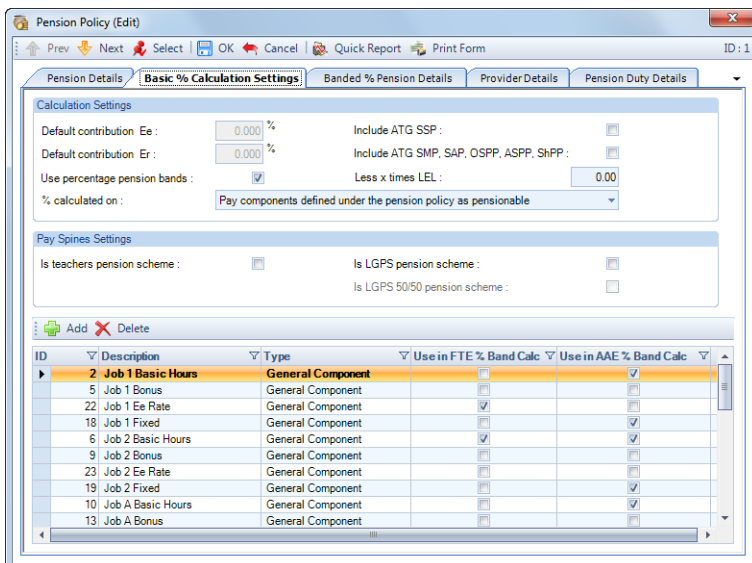 Pension Policy (Edit)
Prev Next Select OK Cancel Quick Report Print Form ID : 1
Pension Details Basic % Calculation Settings Banded % Pension Details Provider Details Pension Duty Details
Calculation Settings
Default contribution Ee : 0.000 % Include ATG SSP :
Default contribution Er : 0.000 % Include ATG SMP, SAP, OSPP, ASPP, ShPP :
Use percentage pension bands : Less x times LEL : 0.00
% calculated on : Pay components defined under the pension policy as pensionable
Pay Spines Settings
Is teachers pension scheme : Is LGPS pension scheme :
Is LGPS 50/50 pension scheme :
Add Delete
ID Description Type Use in FTE % Band Calc Use in AAE % Band Calc
2 Job 1 Basic Hours General Component
5 Job 1 Bonus General Component
22 Job 1 Ee Rate General Component
18 Job 1 Fixed General Component
6 Job 2 Basic Hours General Component
9 Job 2 Bonus General Component
23 Job 2 Ee Rate General Component
19 Job 2 Fixed General Component
10 Job A Basic Hours General Component
13 Job A Bonus General Component